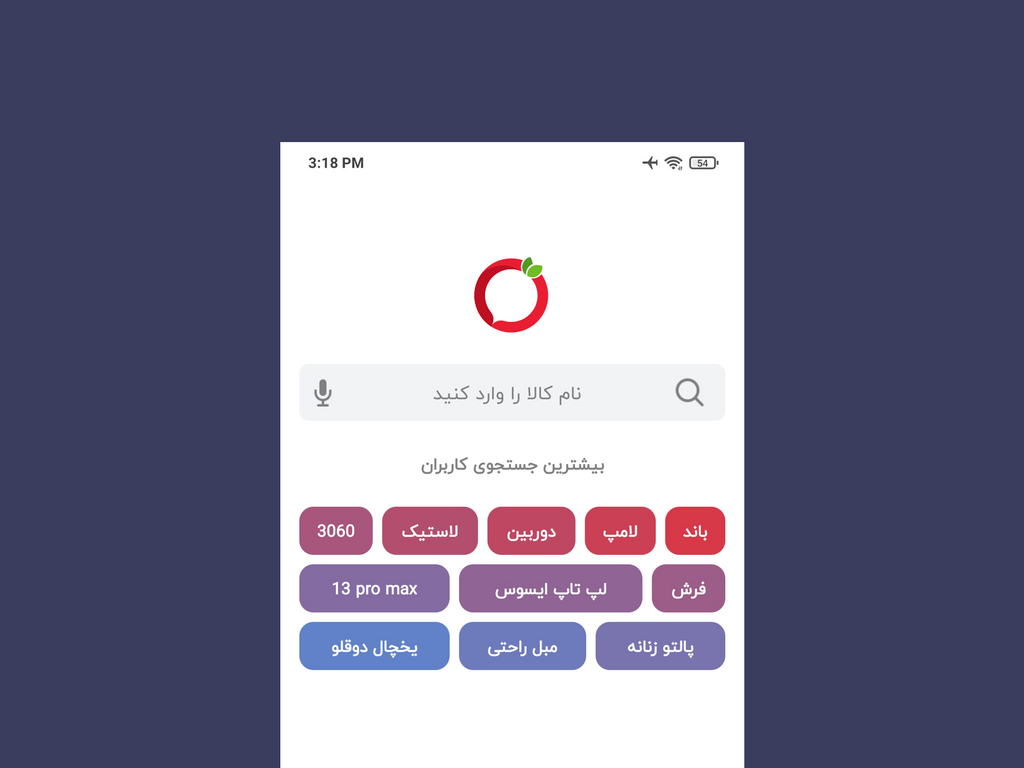 3:18 PM
54
نام کالا را وارد کنید
بیشترین جستجوی کاربران
باند لامپ دوربین لاستیک 3060
فرش لپ تاپ ایسوس 13 pro max
پالتو زنانه مبل راحتی یخچال دوقلو